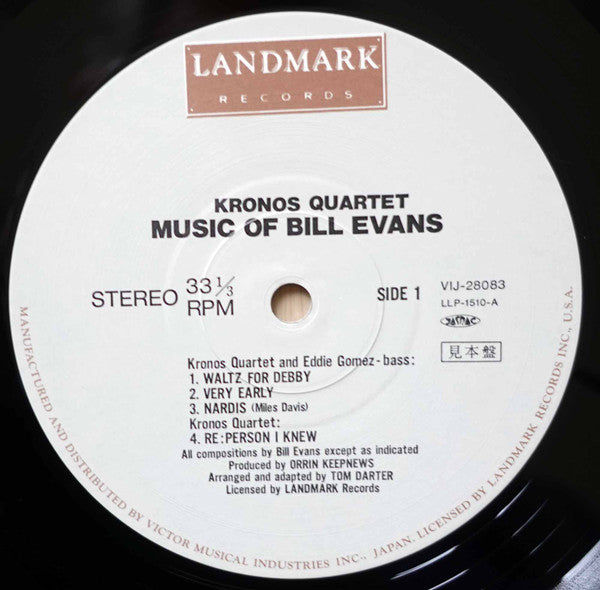 LANDMARK
RECORDS
KRONOS QUARTET
MUSIC OF BILL EVANS
STEREO 33 1/3
RPM
SIDE 1
VIJ-28083
LLP-1510-A
JASRAC
見本盤
Kronos Quartet and Eddie Gomez-bass:
1. WALTZ FOR DEBBY
2. VERY EARLY
3. NARDIS (Miles Davis)
Kronos Quartet:
4. RE:PERSON I KNEW
All compositions by Bill Evans except as indicated
Produced by ORRIN KEEPNEWS
Arranged and adapted by TOM DARTER
Licensed by LANDMARK Records
MANUFACTURED AND DISTRIBUTED BY VICTOR MUSICAL INDUSTRIES INC., JAPAN. LICENSED BY LANDMARK RECORDS INC., U.S.A.